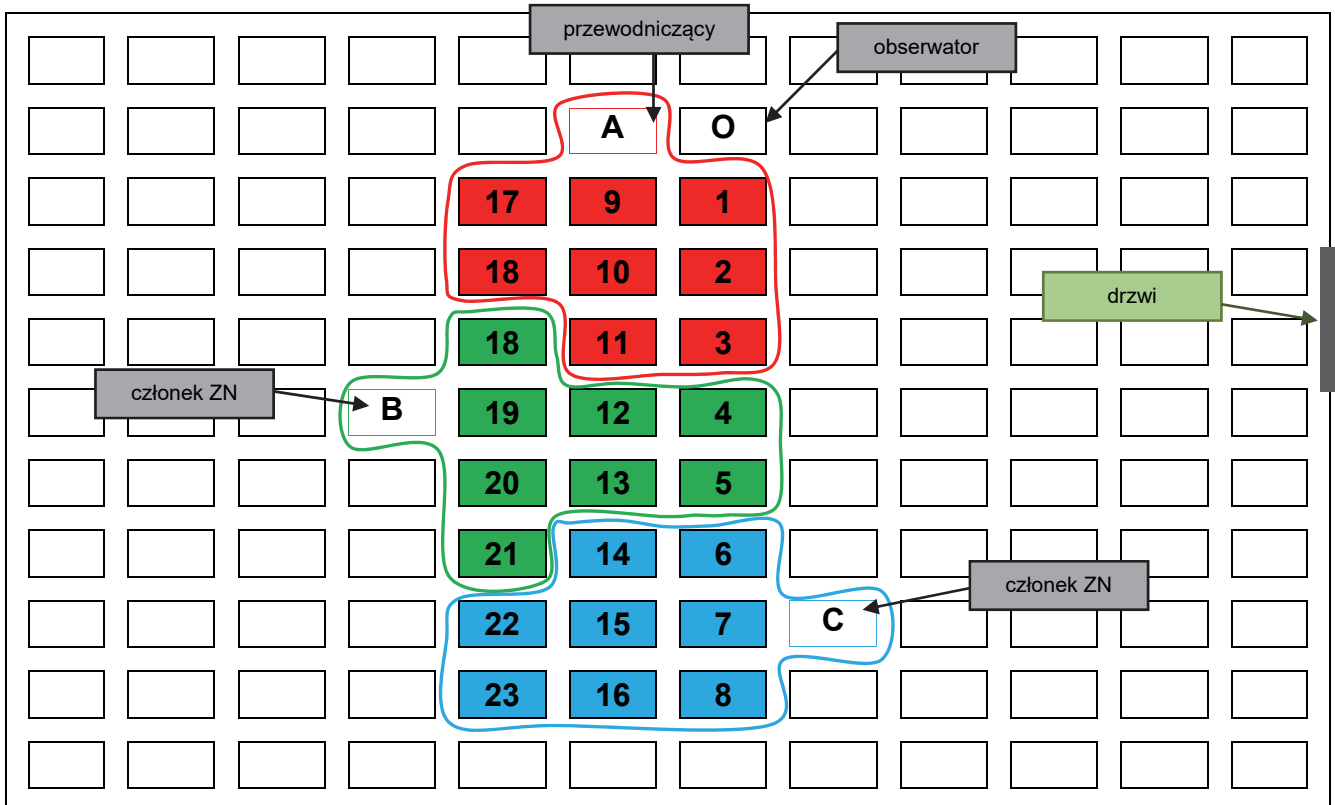 przewodniczący
obserwator
A O
17 9 1
18 10 2
drzwi
18 11 3
członek ZN
B 19 12 4
20 13 5
21 14 6
członek ZN
22 15 7 C
23 16 8